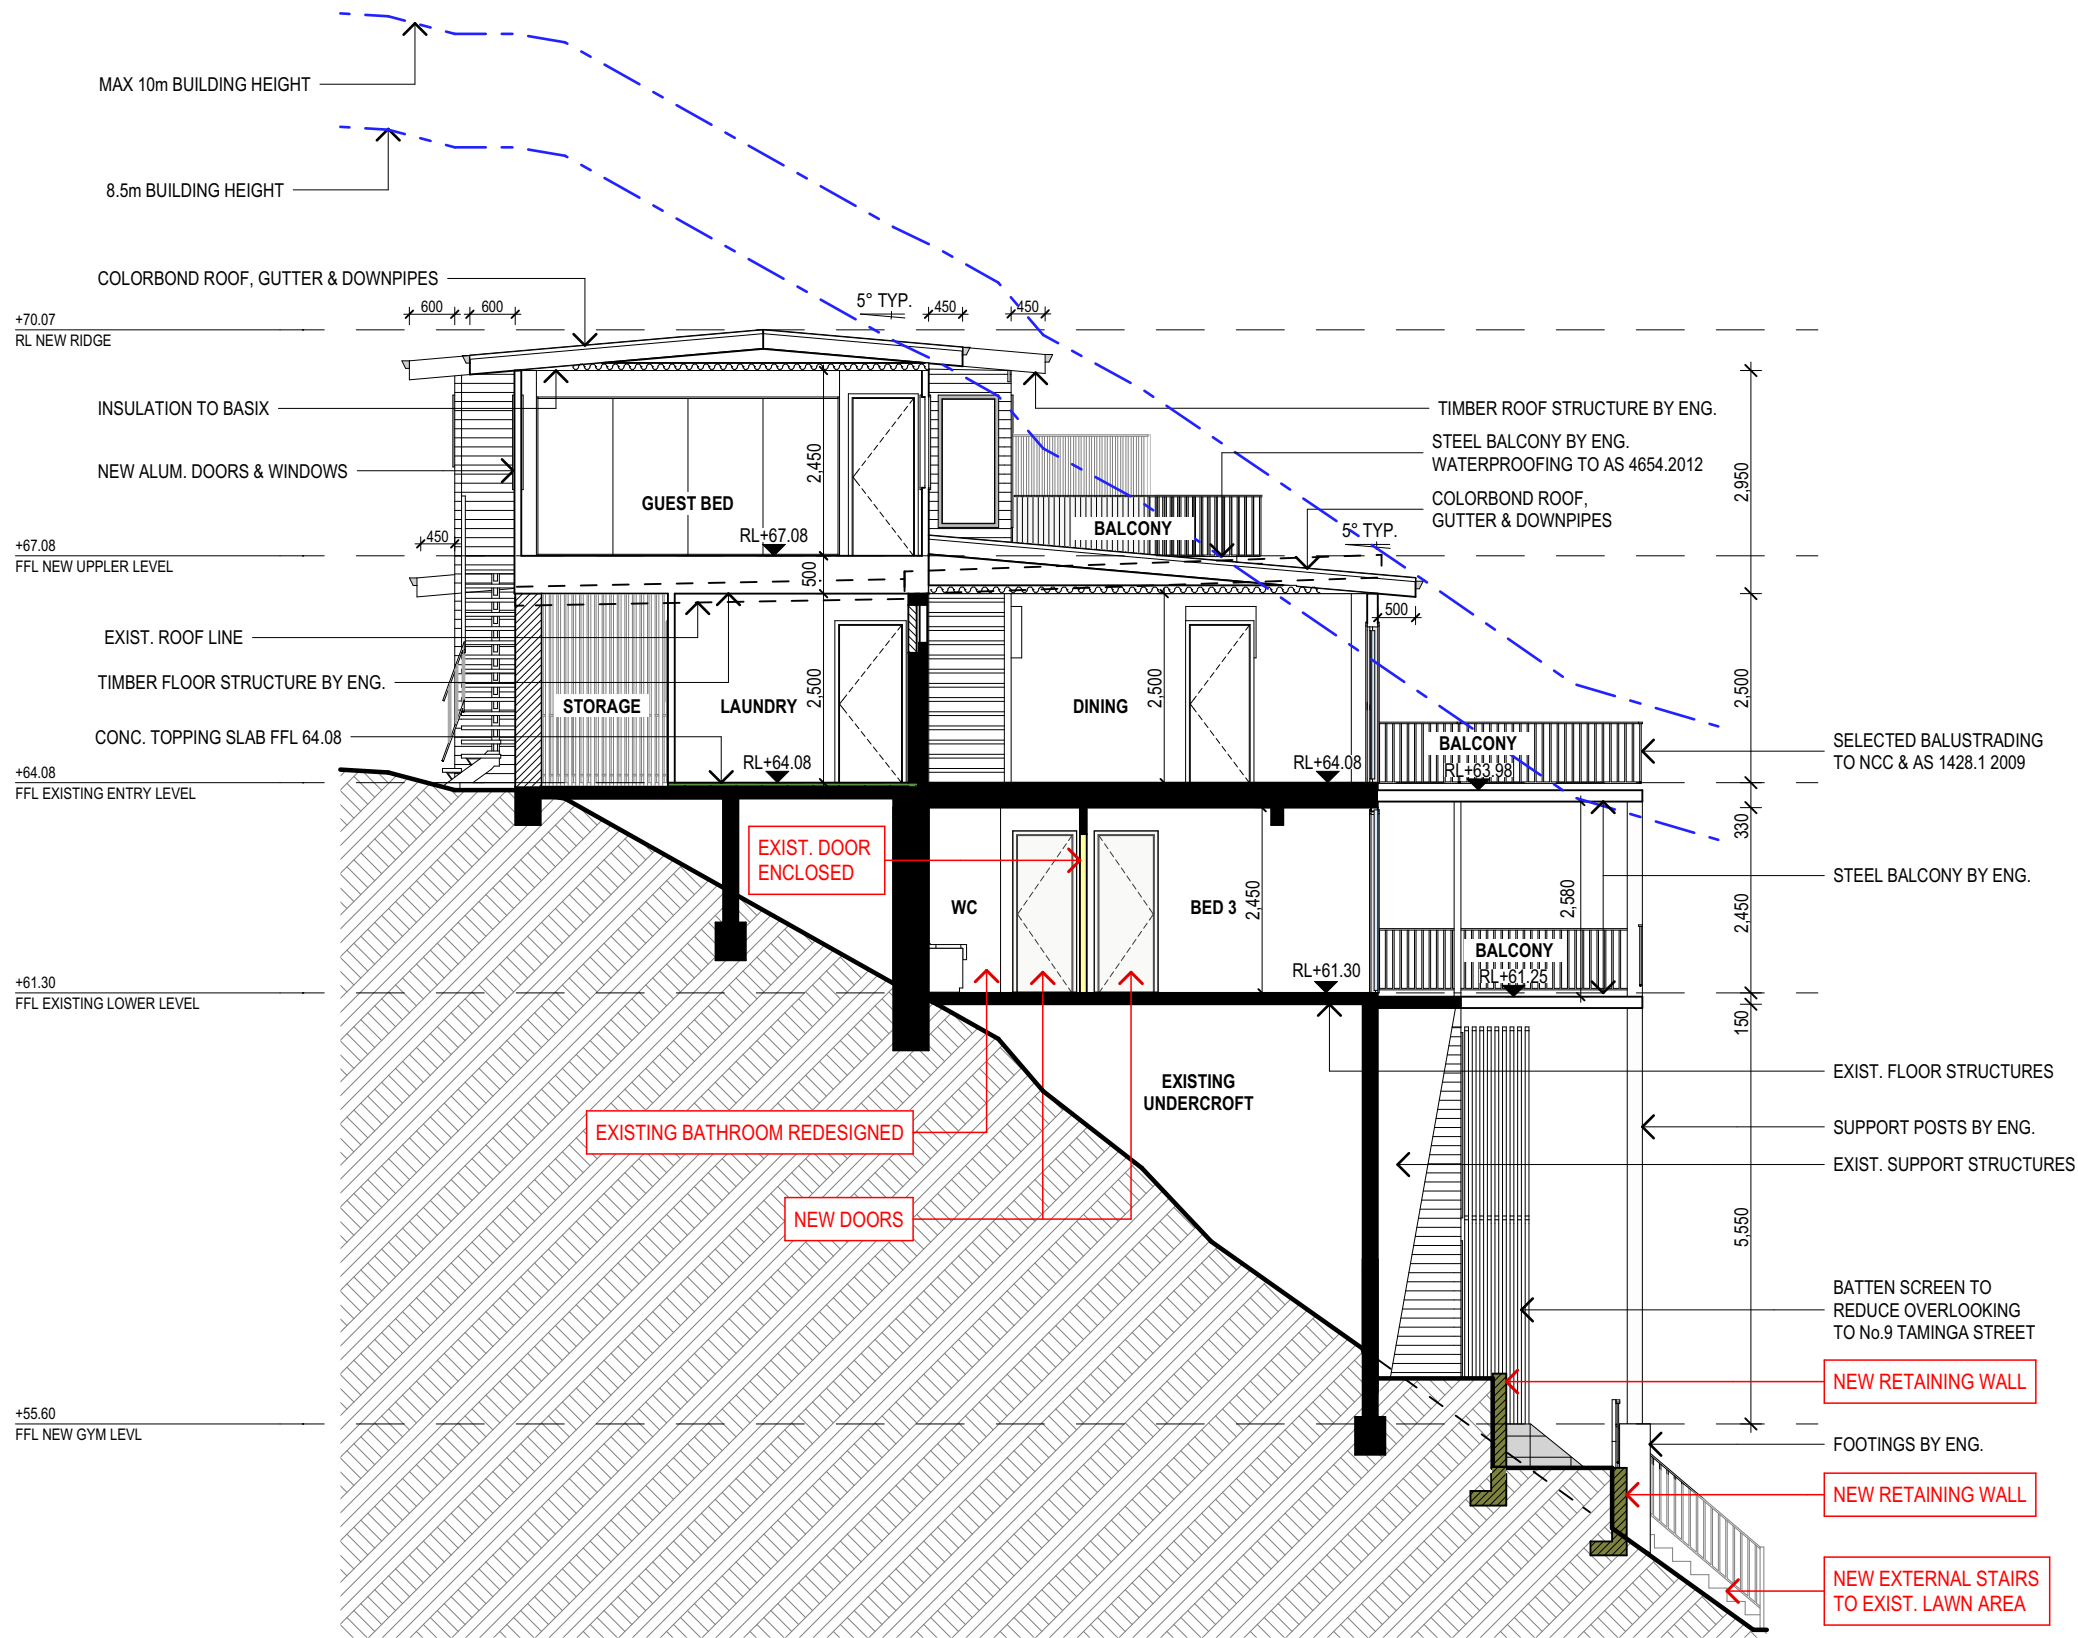 MAX 10m BUILDING HEIGHT
8.5m BUILDING HEIGHT
COLORBOND ROOF, GUTTER & DOWNPIPES
600
600
5° TYP.
450
450
+70.07
RL NEW RIDGE
INSULATION TO BASIX
TIMBER ROOF STRUCTURE BY ENG.
STEEL BALCONY BY ENG.
WATERPROOFING TO AS 4654.2012
NEW ALUM. DOORS & WINDOWS
COLORBOND ROOF,
GUTTER & DOWNPIPES
2,450
2,950
GUEST BED
RL+67.08
BALCONY
5° TYP.
450
+67.08
FFL NEW UPPLER LEVEL
500
500
EXIST. ROOF LINE
TIMBER FLOOR STRUCTURE BY ENG.
STORAGE
LAUNDRY
2,500
DINING
2,500
2,500
CONC. TOPPING SLAB FFL 64.08
RL+64.08
RL+64.08
BALCONY
RL+63.98
SELECTED BALUSTRADING
TO NCC & AS 1428.1 2009
+64.08
FFL EXISTING ENTRY LEVEL
330
EXIST. DOOR
ENCLOSED
STEEL BALCONY BY ENG.
WC
BED 3
2,450
2,580
2,450
BALCONY
RL+61.25
RL+61.30
+61.30
FFL EXISTING LOWER LEVEL
150
EXISTING
UNDERCROFT
EXIST. FLOOR STRUCTURES
EXISTING BATHROOM REDESIGNED
SUPPORT POSTS BY ENG.
EXIST. SUPPORT STRUCTURES
NEW DOORS
5,550
BATTEN SCREEN TO
REDUCE OVERLOOKING
TO No.9 TAMINGA STREET
NEW RETAINING WALL
+55.60
FFL NEW GYM LEVL
FOOTINGS BY ENG.
NEW RETAINING WALL
NEW EXTERNAL STAIRS
TO EXIST. LAWN AREA